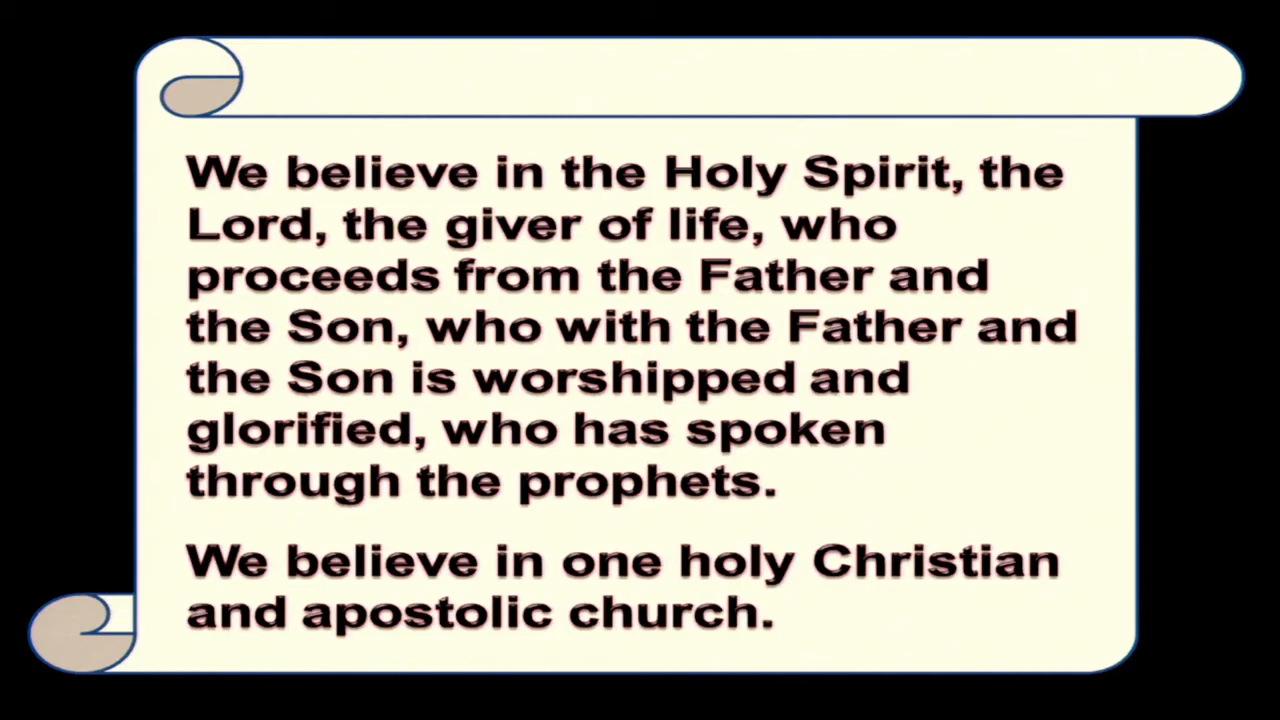 We believe in the Holy Spirit, the
Lord, the giver of life, who
proceeds from the Father and
the Son, who with the Father and
the Son is worshipped and
glorified, who has spoken
through the prophets.
We believe in one holy Christian
and apostolic church.